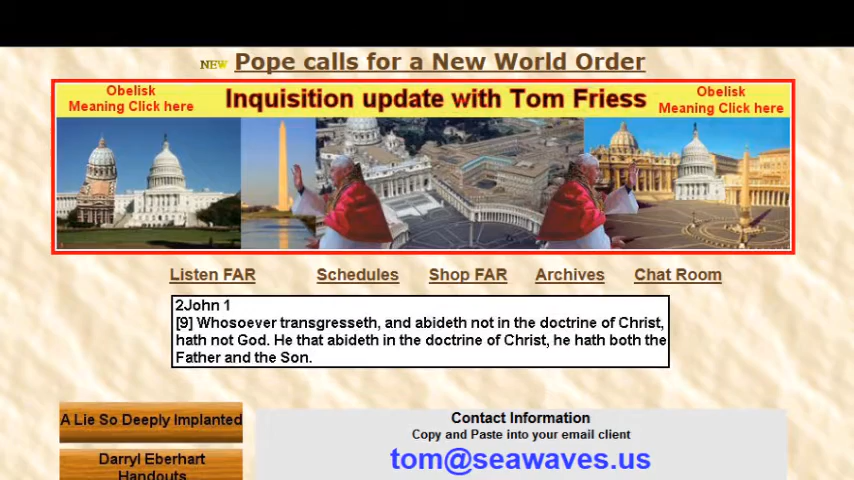 NEW Pope calls for a New World Order
Obelisk
Meaning Click here
Inquisition update with Tom Friess
Obelisk
Meaning Click here
Listen FAR Schedules Shop FAR Archives Chat Room
2John 1
[9] Whosoever transgresseth, and abideth not in the doctrine of Christ,
hath not God. He that abideth in the doctrine of Christ, he hath both the
Father and the Son.
A Lie So Deeply Implanted
Darryl Eberhart
Handouts
Contact Information
Copy and Paste into your email client
tom@seawaves.us